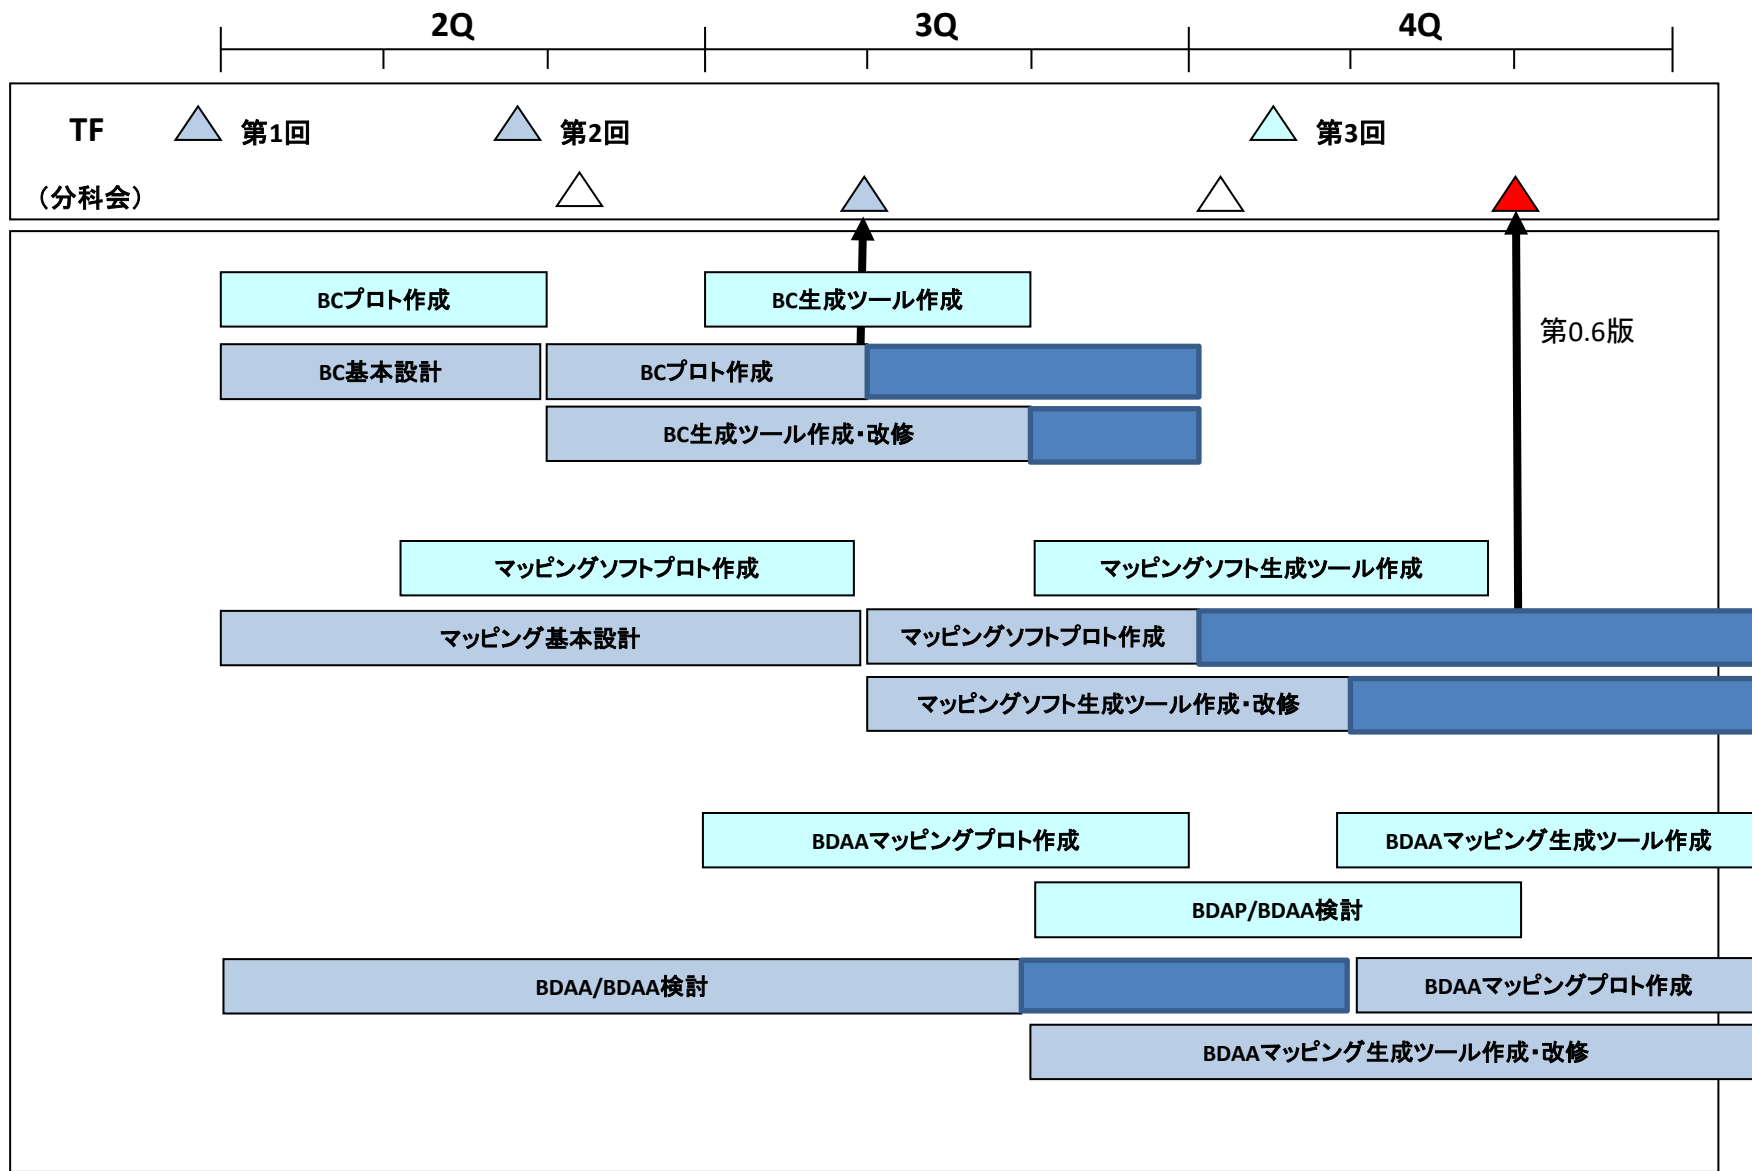 2Q 3Q 4Q
TF 第1回 第2回 第3回
（分科会）
BCプロト作成 BC生成ツール作成
第0.6版
BC基本設計 BCプロト作成
BC生成ツール作成・改修
マッピングソフトプロト作成 マッピングソフト生成ツール作成
マッピング基本設計 マッピングソフトプロト作成
マッピングソフト生成ツール作成・改修
BDAAマッピングプロト作成 BDAAマッピング生成ツール作成
BDAP/BDAA検討
BDAA/BDAA検討 BDAAマッピングプロト作成
BDAAマッピング生成ツール作成・改修